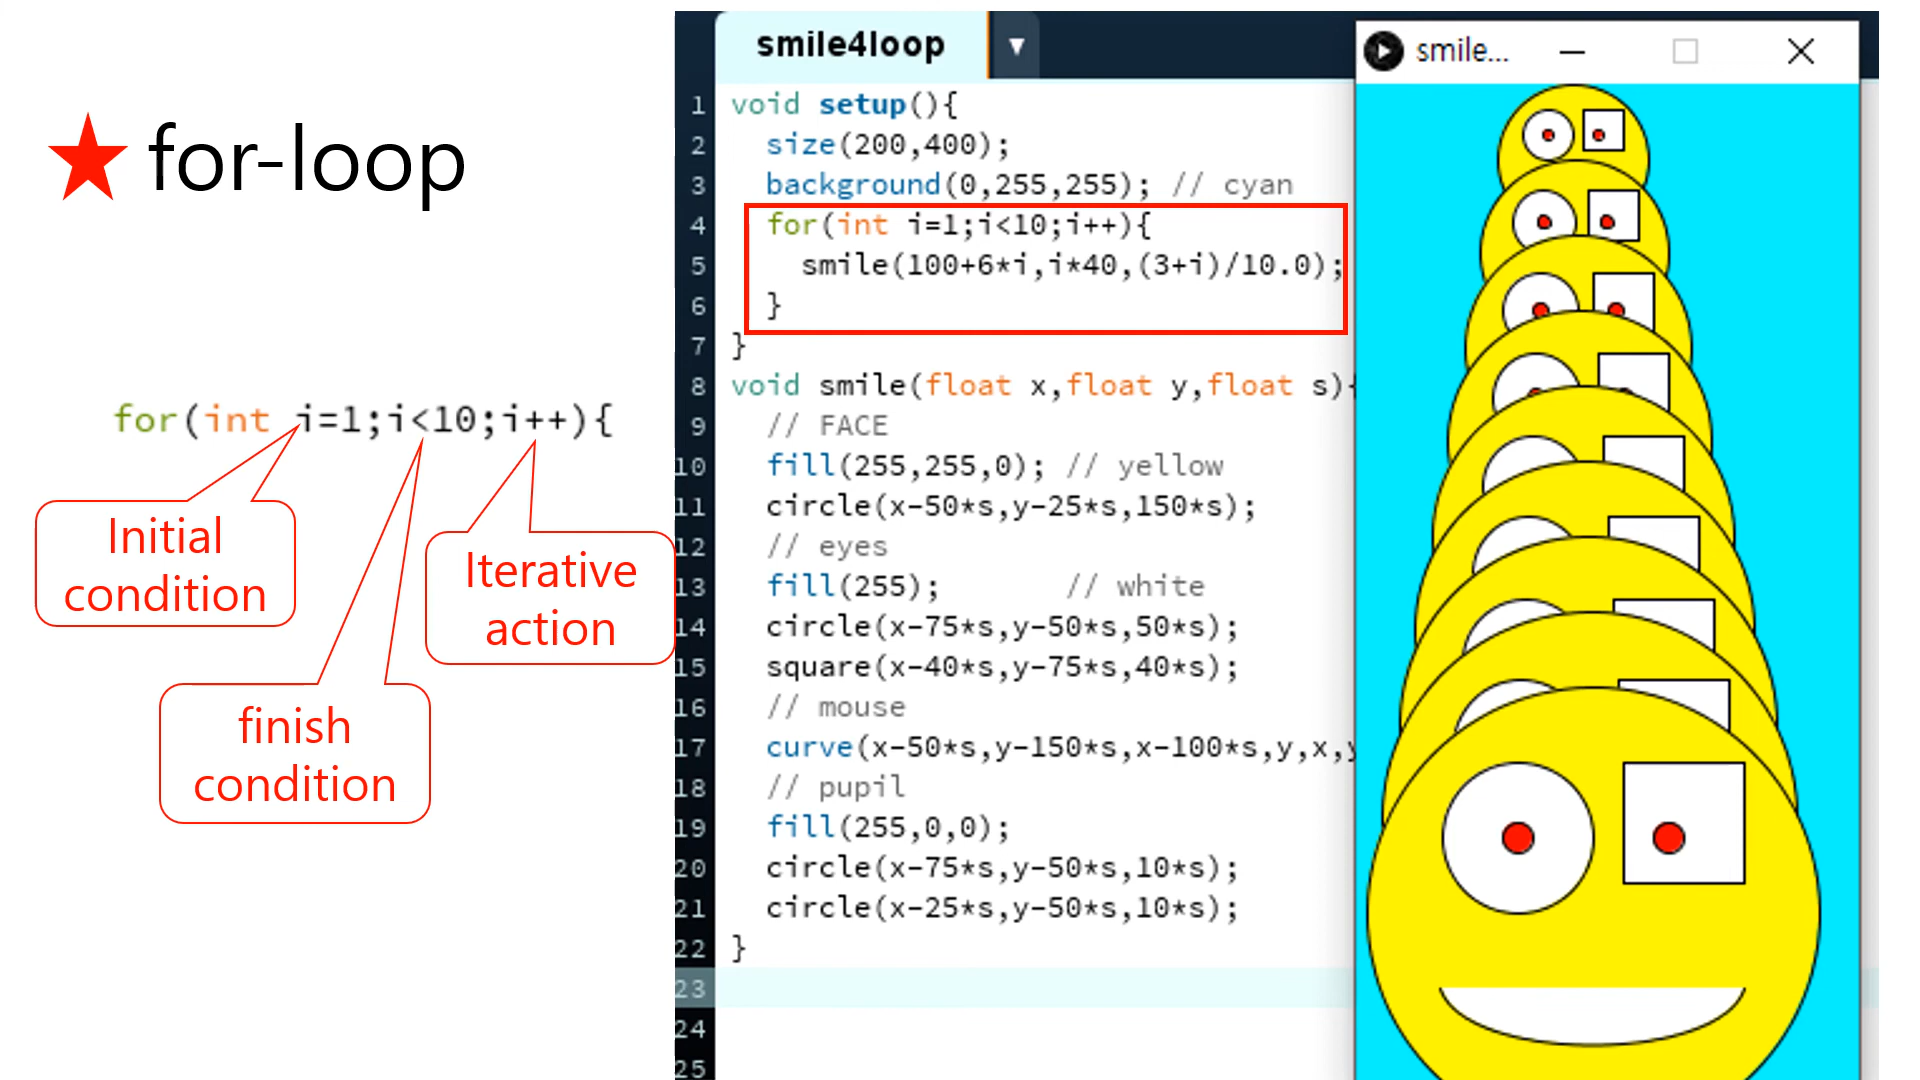 ★ for-loop
for(int i=1;i<10;i++){
Initial
condition
finish
condition
Iterative
action
smile4loop ▼
1 void setup(){
2 size(200,400);
3 background(0,255,255); // cyan
4 for(int i=1;i<10;i++){
5 smile(100+6*i,i*40,(3+i)/10.0);
6 }
7 }
8 void smile(float x,float y,float s){
9 // FACE
10 fill(255,255,0); // yellow
11 circle(x-50*s,y-25*s,150*s);
12 // eyes
13 fill(255); // white
14 circle(x-75*s,y-50*s,50*s);
15 square(x-40*s,y-75*s,40*s);
16 // mouse
17 curve(x-50*s,y-150*s,x-100*s,y,x,y
18 // pupil
19 fill(255,0,0);
20 circle(x-75*s,y-50*s,10*s);
21 circle(x-25*s,y-50*s,10*s);
22 }
23
24
25
smile...